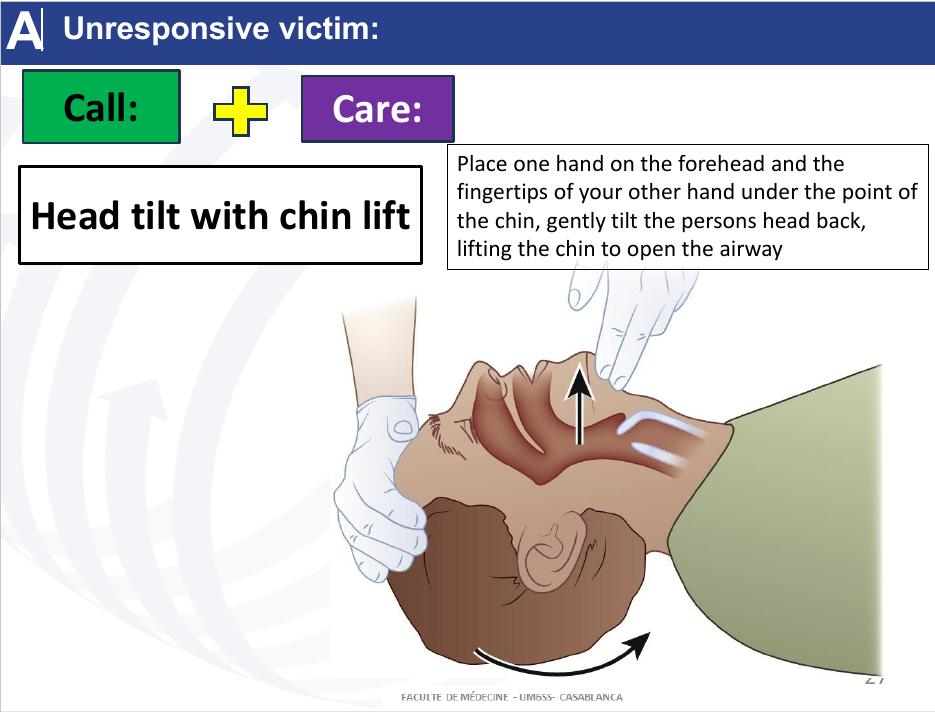 A Unresponsive victim:
Call:
Care:
Head tilt with chin lift
Place one hand on the forehead and the
fingertips of your other hand under the point of
the chin, gently tilt the persons head back,
lifting the chin to open the airway
27
FACULTE DE MÉDECINE - UM6SS- CASABLANCA